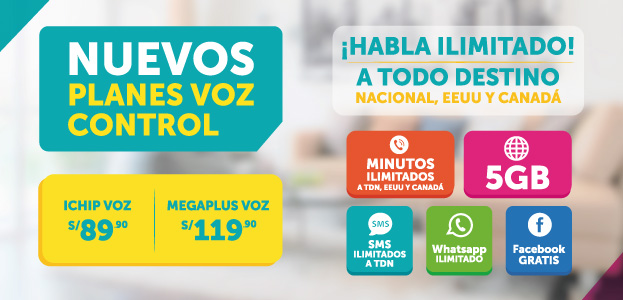 NUEVOS
PLANES VOZ
CONTROL
ICHIP VOZ
S/89.90
MEGAPLUS VOZ
S/119.90
¡HABLA ILIMITADO!
A TODO DESTINO
NACIONAL, EEUU Y CANADÁ
MINUTOS
ILIMITADOS
A TDN, EEUU Y CANADÁ
5GB
SMS
SMS
ILIMITADOS
A TDN
Whatsapp
ILIMITADO
Facebook
GRATIS